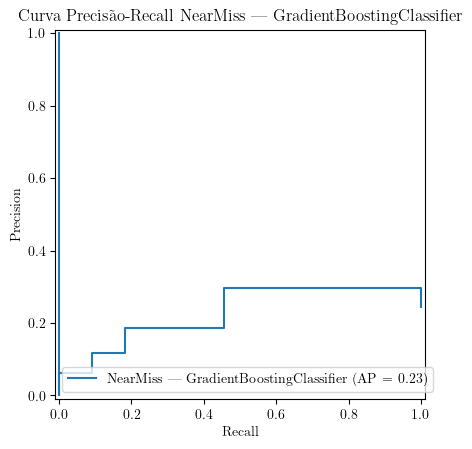 Curva Precisão-Recall NearMiss — GradientBoostingClassifier
1.0
0.8
0.6
0.4
0.2
0.0
Precision
NearMiss — GradientBoostingClassifier (AP = 0.23)
0.0 0.2 0.4 0.6 0.8 1.0
Recall